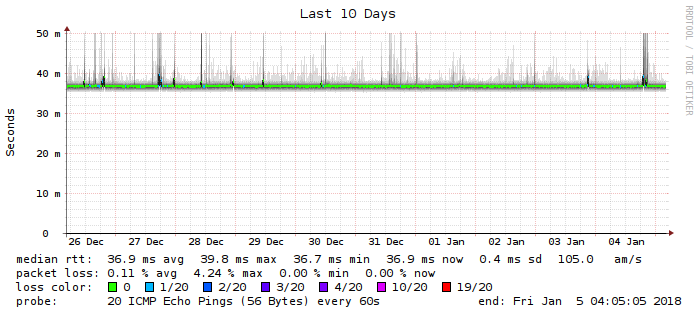 Last 10 Days
RRDTOOL / TOBI OETIKER
Seconds
50 m
40 m
30 m
20 m
10 m
0
26 Dec 27 Dec 28 Dec 29 Dec 30 Dec 31 Dec 01 Jan 02 Jan 03 Jan 04 Jan
median rtt: 36.9 ms avg 39.8 ms max 36.7 ms min 36.9 ms now 0.4 ms sd 105.0 am/s
packet loss: 0.11 % avg 4.24 % max 0.00 % min 0.00 % now
loss color: 0 1/20 2/20 3/20 4/20 10/20 19/20
probe: 20 ICMP Echo Pings (56 Bytes) every 60s end: Fri Jan 5 04:05:05 2018